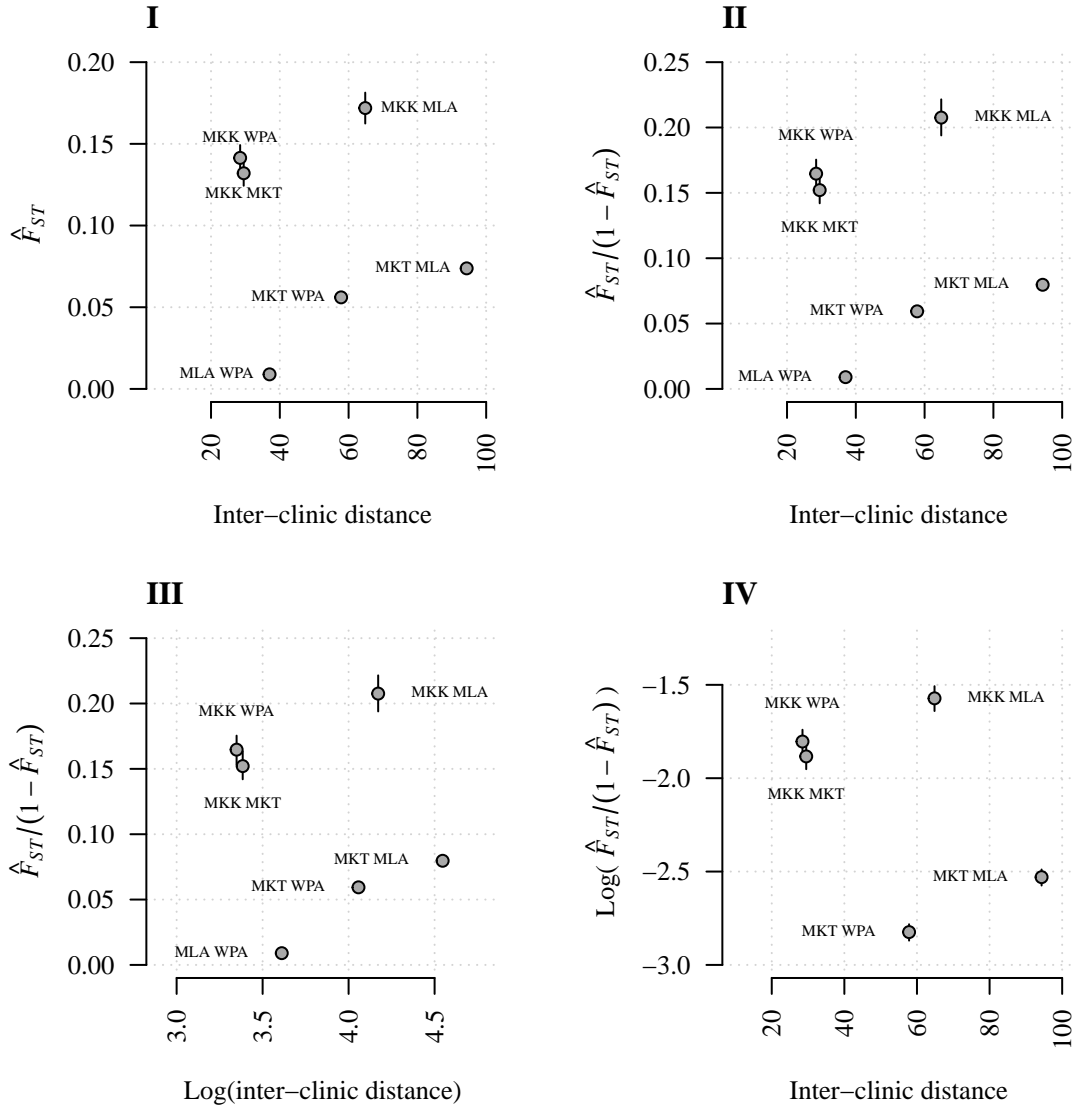 I
0.20
0.15
0.10
0.05
0.00
F̂ST
MKK MLA
MKK WPA
MKK MKT
MKT MLA
MKT WPA
MLA WPA
20 40 60 80 100
Inter−clinic distance
II
0.25
0.20
0.15
0.10
0.05
0.00
F̂ST/(1−F̂ST)
MKK MLA
MKK WPA
MKK MKT
MKT MLA
MKT WPA
MLA WPA
20 40 60 80 100
Inter−clinic distance
III
0.25
0.20
0.15
0.10
0.05
0.00
F̂ST/(1−F̂ST)
MKK MLA
MKK WPA
MKK MKT
MKT MLA
MKT WPA
MLA WPA
3.0 3.5 4.0 4.5
Log(inter−clinic distance)
IV
−1.5
−2.0
−2.5
−3.0
Log( F̂ST/(1−F̂ST) )
MKK MLA
MKK WPA
MKK MKT
MKT MLA
MKT WPA
20 40 60 80 100
Inter−clinic distance